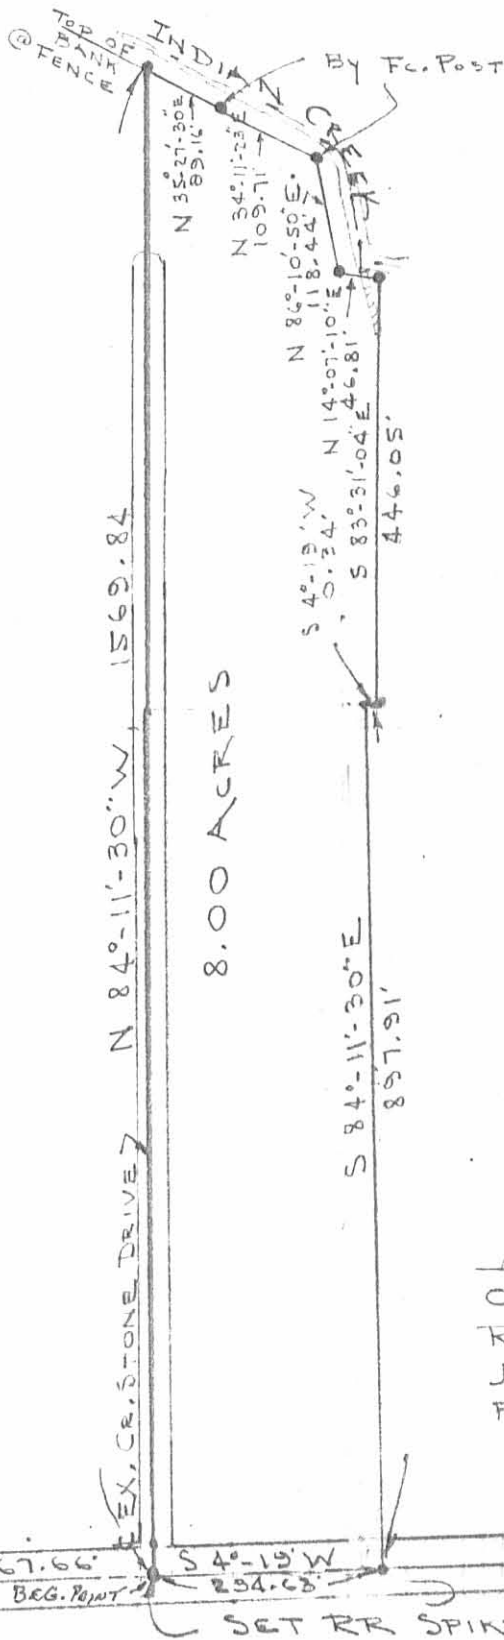 TOP OF
BANK
@ FENCE
INDIAN
CREEK
By Fc. Post
N 35°-27'-30"E
89.16'
N 34°-11'-23"E
109.71'
N 86°-10'-50"E.
118.44'
N 14°-07'-10"E
46.81'
S 83°-31'-04"E
446.05'
S 4°-19'W
0.34'
N 84°-11'-30"W 1569.84
8.00 ACRES
S 84°-11'-30"E
897.91'
EX. CR. STONE DRIVE
67.66'
BEG. POINT
S 4°-19'W
234.68'
SET RR SPIKE